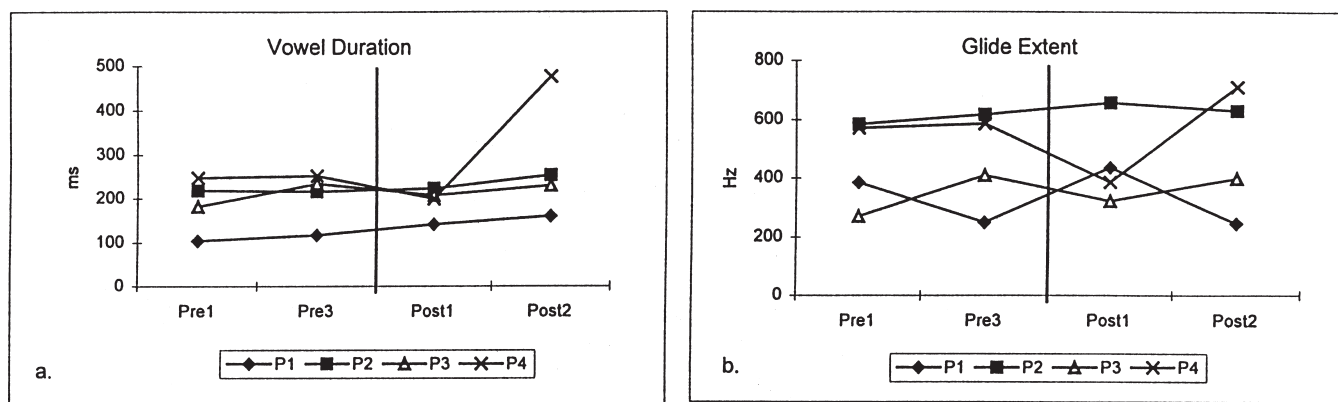 Vowel Duration
500
400
300
200
100
0
ms
Pre1 Pre3 Post1 Post2
P1 P2 P3 P4
a.
Glide Extent
800
600
400
200
0
Hz
Pre1 Pre3 Post1 Post2
P1 P2 P3 P4
b.